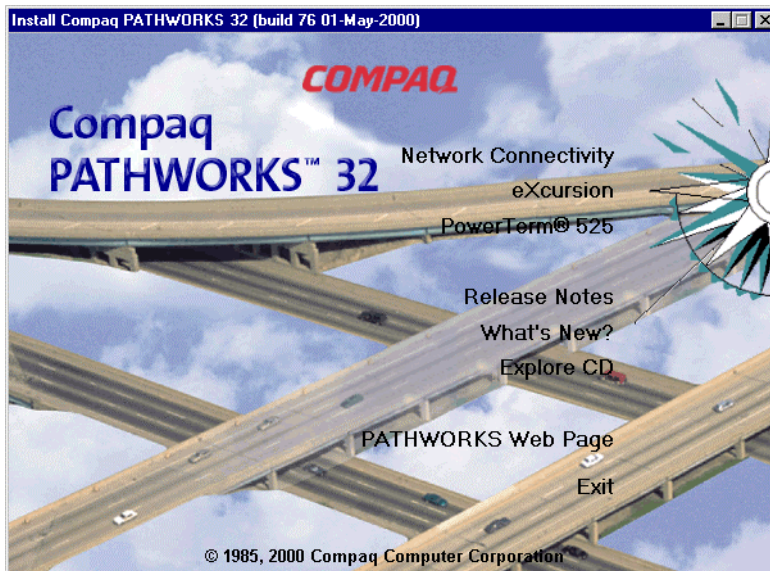 Install Compaq PATHWORKS 32 (build 76 01-May-2000)
COMPAQ
Compaq
PATHWORKS™ 32
Network Connectivity
eXcursion
PowerTerm® 525
Release Notes
What's New?
Explore CD
PATHWORKS Web Page
Exit
© 1985, 2000 Compaq Computer Corporation